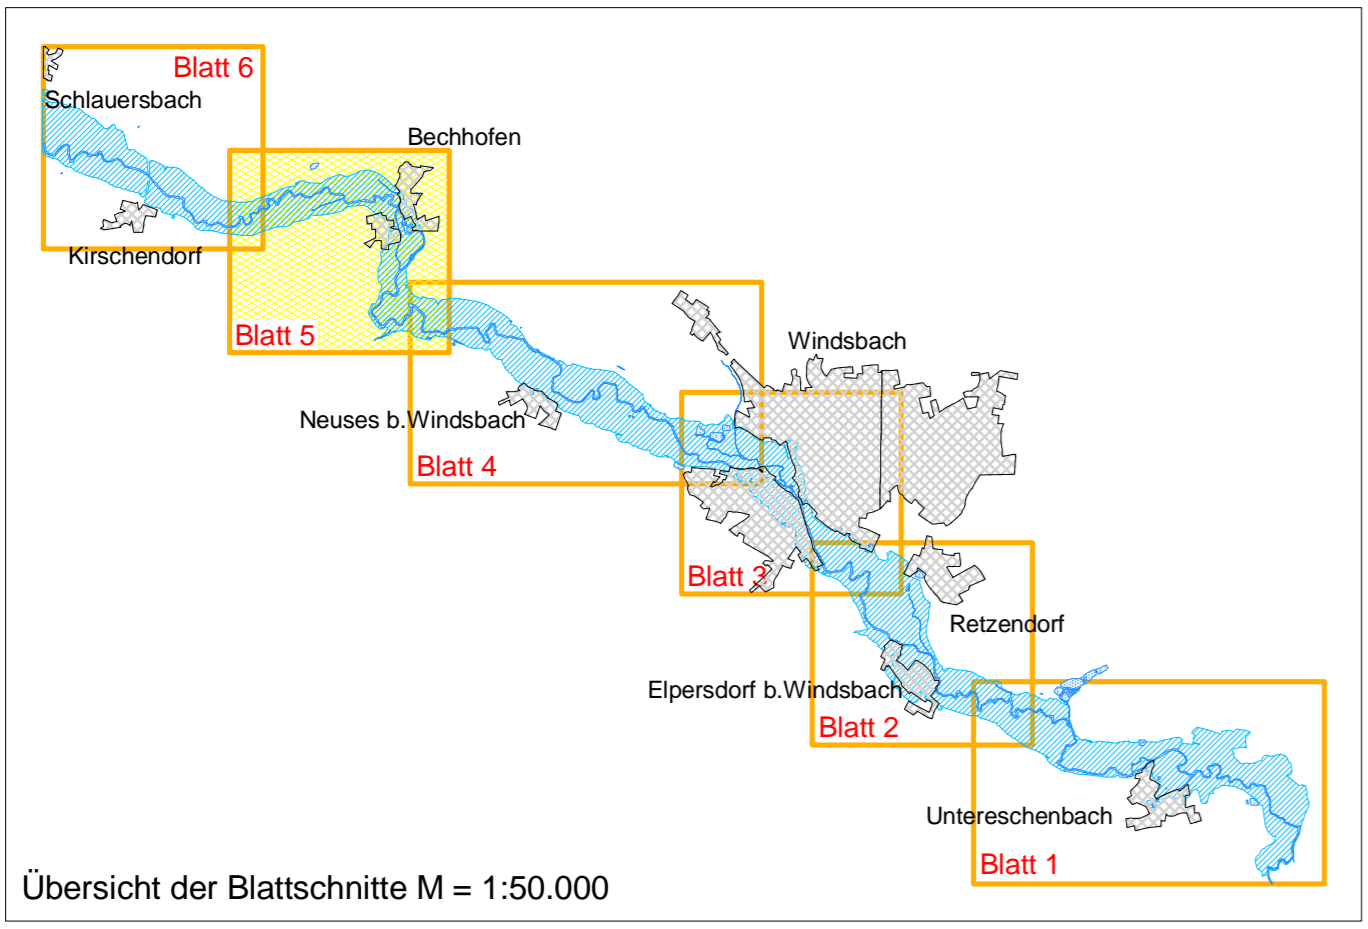 Blatt 6
Schlauersbach
Bechhofen
Kirschendorf
Blatt 5
Windsbach
Neuses b.Windsbach
Blatt 4
Blatt 3
Retzendorf
Elpersdorf b.Windsbach
Blatt 2
Untereschenbach
Blatt 1
Übersicht der Blattschnitte M = 1:50.000